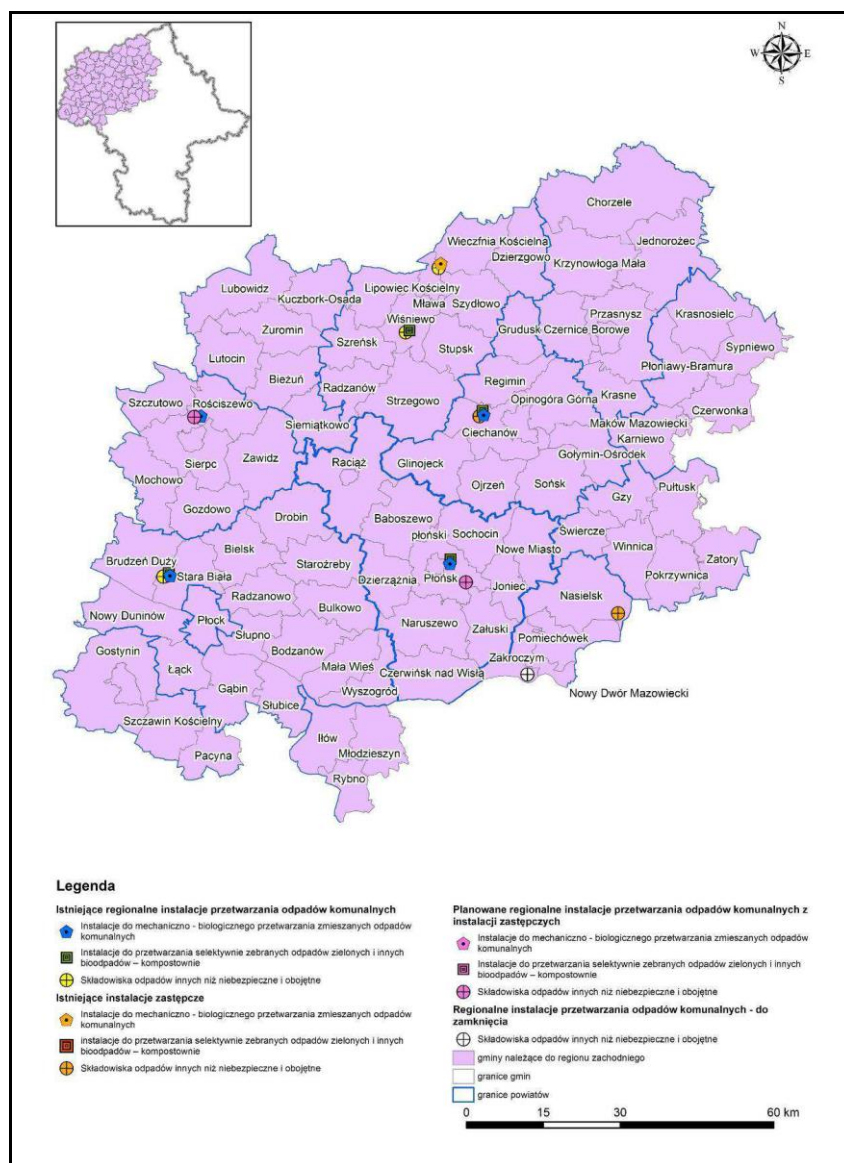 N
W E
S
Chorzele
Wieczfnia Kościelna
Dzierzgowo
Jednorożec
Krzynowłoga Mała
Lubowidz
Lipowiec Kościelny
Kuczbork-Osada
Mława Szydłowo
Wiśniewo
Przasnysz
Krasnosielc
Żuromin
Szreńsk
Grudusk Czernice Borowe
Stupsk
Sypniewo
Lutocin
Płoniawy-Bramura
Bieżuń
Radzanów
Regimin
Szczutowo
Rościszewo
Strzegowo
Opinogóra Górna
Krasne
Czerwonka
Siemiątkowo
Ciechanów
Maków Mazowiecki
Karniewo
Sierpc
Zawidz
Raciąż
Glinojeck
Gołymin-Ośrodek
Mochowo
Ojrzeń
Sońsk
Pułtusk
Gzy
Gozdowo
Drobin
Baboszewo
płoński
Sochocin
Świercze
Bielsk
Nowe Miasto
Winnica
Brudzeń Duży
Zatory
Stara Biała
Staroźreby
Dzierzążnia
Płońsk
Joniec
Pokrzywnica
Radzanowo
Nasielsk
Nowy Duninów
Płock
Bulkowo
Naruszewo
Załuski
Słupno
Pomiechówek
Gostynin
Bodzanów
Zakroczym
Łąck
Mała Wieś
Czerwińsk nad Wisłą
Gąbin
Wyszogród
Nowy Dwór Mazowiecki
Słubice
Szczawin Kościelny
Iłów
Młodzieszyn
Pacyna
Rybno
Legenda
Istniejące regionalne instalacje przetwarzania odpadów komunalnych
Instalacje do mechaniczno - biologicznego przetwarzania zmieszanych odpadów
komunalnych
Instalacje do przetwarzania selektywnie zebranych odpadów zielonych i innych
bioodpadów – kompostownie
Składowiska odpadów innych niż niebezpieczne i obojętne
Istniejące instalacje zastępcze
Instalacje do mechaniczno - biologicznego przetwarzania zmieszanych odpadów
komunalnych
instalacje do przetwarzania selektywnie zebranych odpadów zielonych i innych
bioodpadów – kompostownie
Składowiska odpadów innych niż niebezpieczne i obojętne
Planowane regionalne instalacje przetwarzania odpadów komunalnych z
instalacji zastępczych
Instalacje do mechaniczno - biologicznego przetwarzania zmieszanych odpadów
komunalnych
Instalacje do przetwarzania selektywnie zebranych odpadów zielonych i innych
bioodpadów – kompostownie
Składowiska odpadów innych niż niebezpieczne i obojętne
Regionalne instalacje przetwarzania odpadów komunalnych - do
zamknięcia
Składowiska odpadów innych niż niebezpieczne i obojętne
gminy należące do regionu zachodniego
granice gmin
granice powiatów
0 15 30 60 km